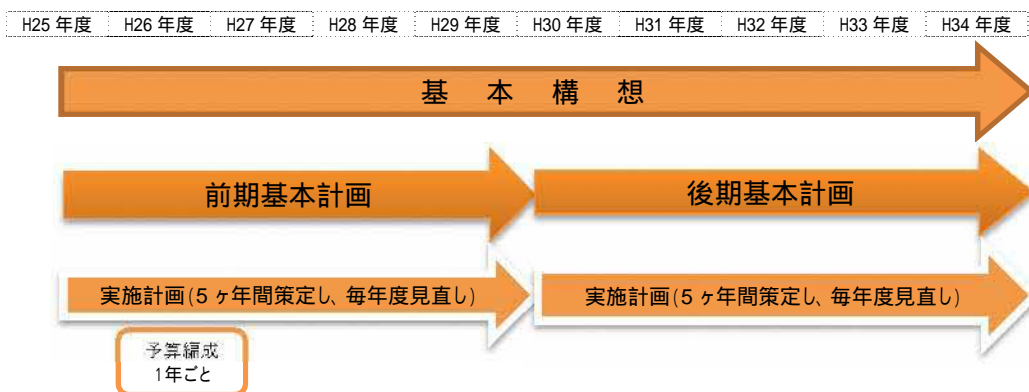 H25 年度 H26 年度 H27 年度 H28 年度 H29 年度 H30 年度 H31 年度 H32 年度 H33 年度 H34 年度
基 本 構 想
前期基本計画 後期基本計画
実施計画(5 ヶ年間策定し、毎年度見直し) 実施計画(5 ヶ年間策定し、毎年度見直し)
予算編成
1年ごと